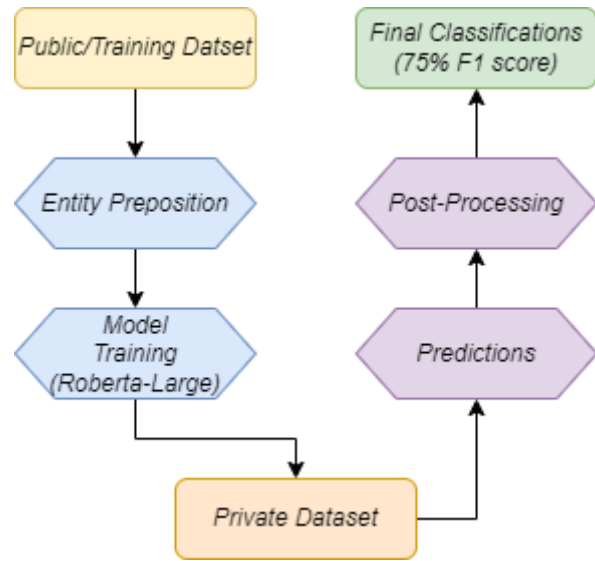 Public/Training Datset
Entity Preposition
Model
Training
(Roberta-Large)
Private Dataset
Predictions
Post-Processing
Final Classifications
(75% F1 score)